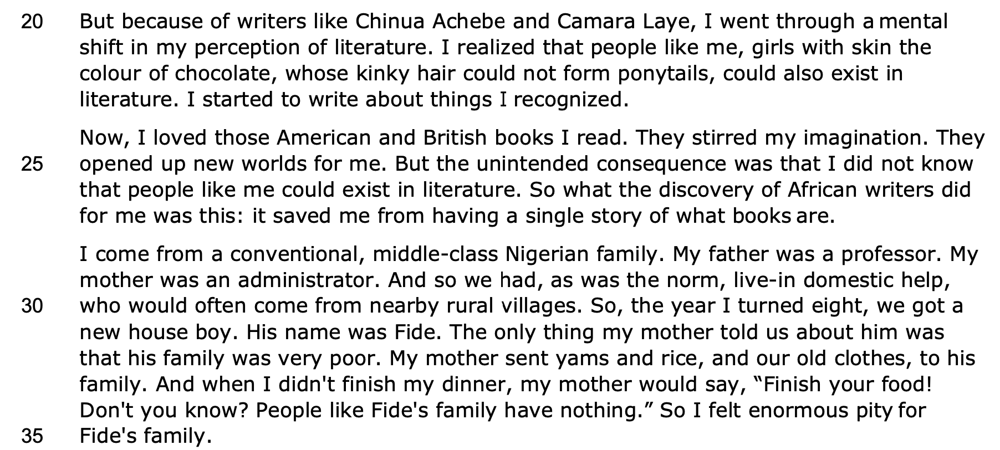 20 But because of writers like Chinua Achebe and Camara Laye, I went through a mental
shift in my perception of literature. I realized that people like me, girls with skin the
colour of chocolate, whose kinky hair could not form ponytails, could also exist in
literature. I started to write about things I recognized.
Now, I loved those American and British books I read. They stirred my imagination. They
25 opened up new worlds for me. But the unintended consequence was that I did not know
that people like me could exist in literature. So what the discovery of African writers did
for me was this: it saved me from having a single story of what books are.
I come from a conventional, middle-class Nigerian family. My father was a professor. My
mother was an administrator. And so we had, as was the norm, live-in domestic help,
30 who would often come from nearby rural villages. So, the year I turned eight, we got a
new house boy. His name was Fide. The only thing my mother told us about him was
that his family was very poor. My mother sent yams and rice, and our old clothes, to his
family. And when I didn't finish my dinner, my mother would say, “Finish your food!
Don't you know? People like Fide's family have nothing.” So I felt enormous pity for
35 Fide's family.